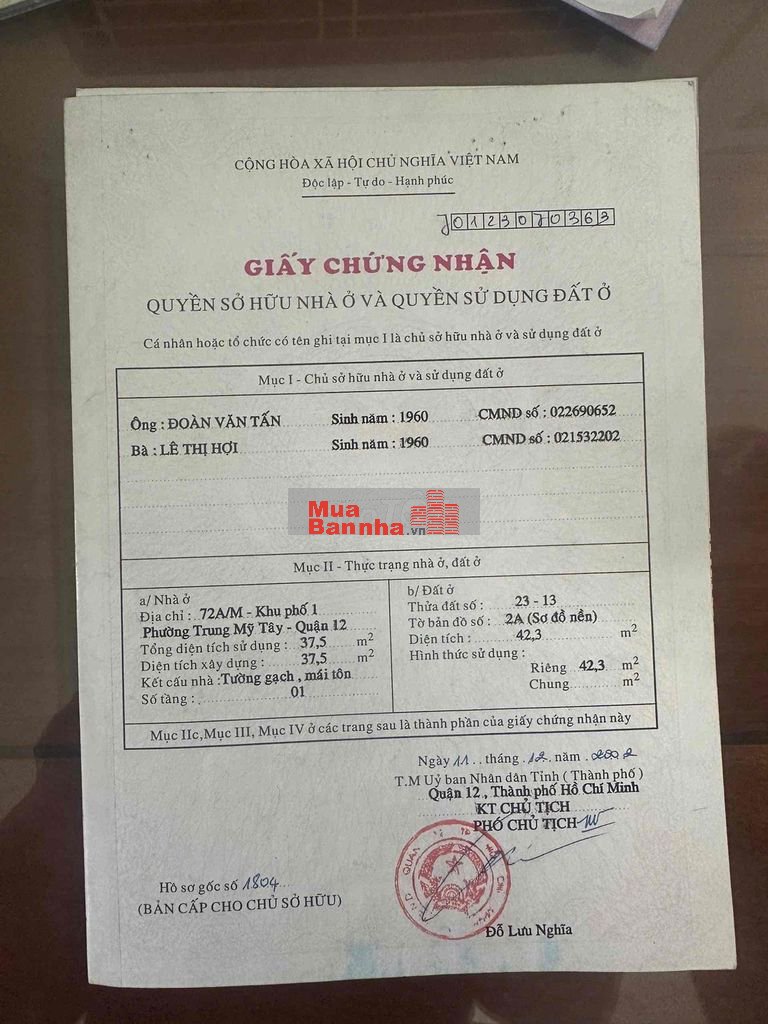 CỘNG HÒA XÃ HỘI CHỦ NGHĨA VIỆT NAM
Độc lập - Tự do - Hạnh phúc
0123070363
GIẤY CHỨNG NHẬN
QUYỀN SỞ HỮU NHÀ Ở VÀ QUYỀN SỬ DỤNG ĐẤT Ở
Cá nhân hoặc tổ chức có tên ghi tại mục I là chủ sở hữu nhà ở và sử dụng đất ở
Mục I - Chủ sở hữu nhà ở và sử dụng đất ở
Ông : ĐOÀN VĂN TẤN Sinh năm : 1960 CMND số : 022690652
Bà : LÊ THỊ HỢI Sinh năm : 1960 CMND số : 021532202
Mua
Bannha.vn
Mục II - Thực trạng nhà ở, đất ở
a/ Nhà ở
Địa chỉ : 72A/M - Khu phố 1
Phường Trung Mỹ Tây - Quận 12
Tổng diện tích sử dụng : 37,5 m2
Diện tích xây dựng : 37,5 m2
Kết cấu nhà : Tường gạch , mái tôn
Số tầng : 01
b/ Đất ở
Thửa đất số : 23 - 13
Tờ bản đồ số : 2A (Sơ đồ nền)
Diện tích : 42,3 m2
Hình thức sử dụng :
Riêng 42,3 m2
Chung m2
Mục IIc,Mục III, Mục IV ở các trang sau là thành phần của giấy chứng nhận này
Ngày 11 tháng 12 năm 2002
T.M Uỷ ban Nhân dân Tỉnh ( Thành phố )
Quận 12 , Thành phố Hồ Chí Minh
KT CHỦ TỊCH
PHÓ CHỦ TỊCH
Hồ sơ gốc số 1804
(BẢN CẤP CHO CHỦ SỞ HỮU)
Đỗ Lưu Nghĩa